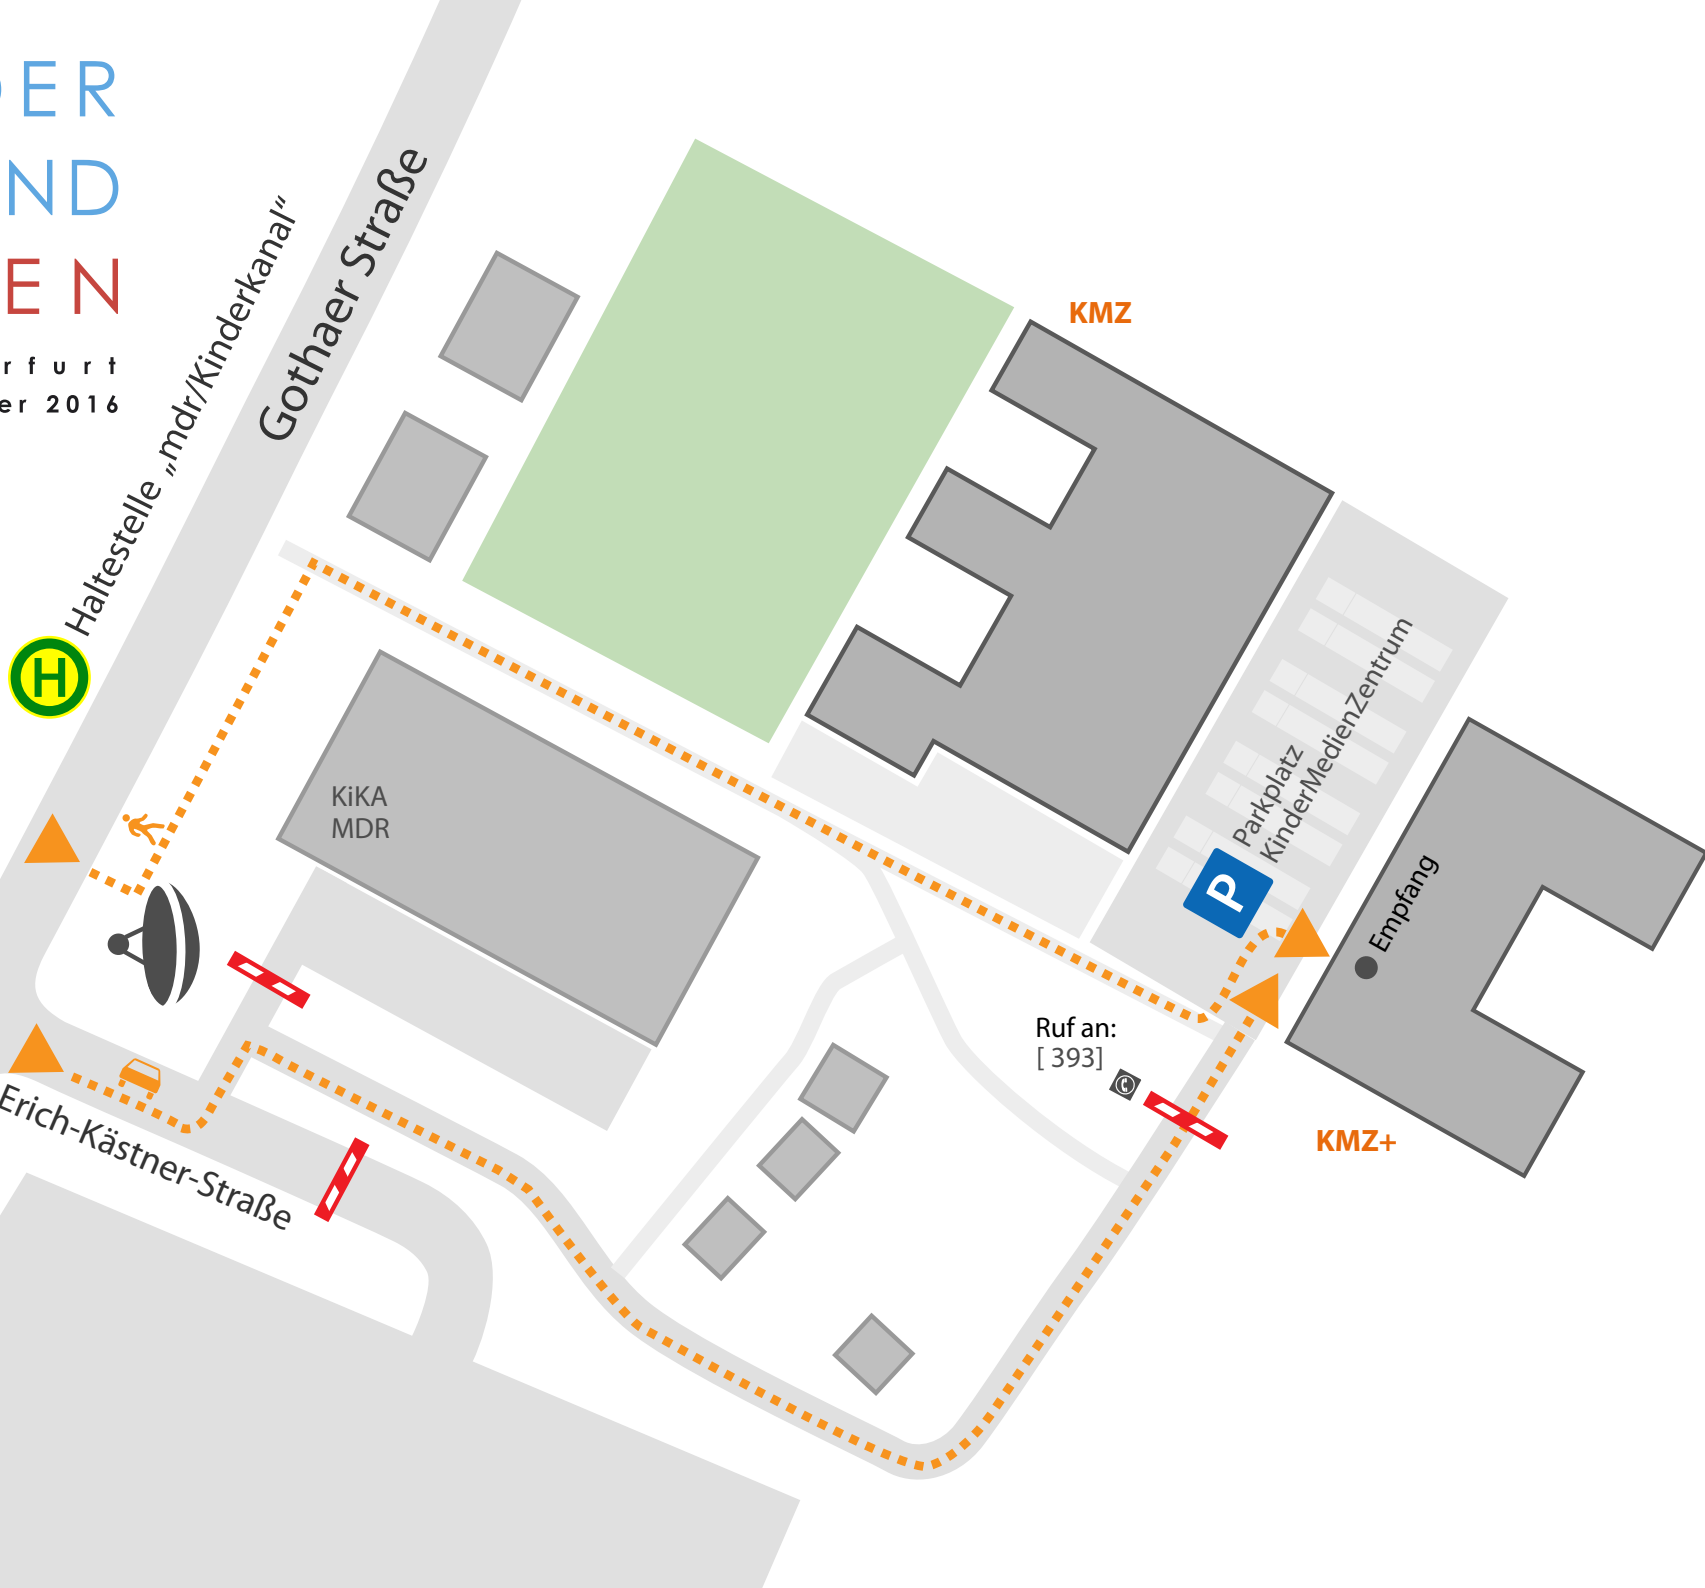 DER
ND
EN
rfurt
er 2016
Haltestelle „mdr/Kinderkanal“
Gothaer Straße
H
KMZ
KiKA
MDR
Parkplatz
KinderMedienZentrum
P
Empfang
Ruf an:
[ 393]
KMZ+
Erich-Kästner-Straße